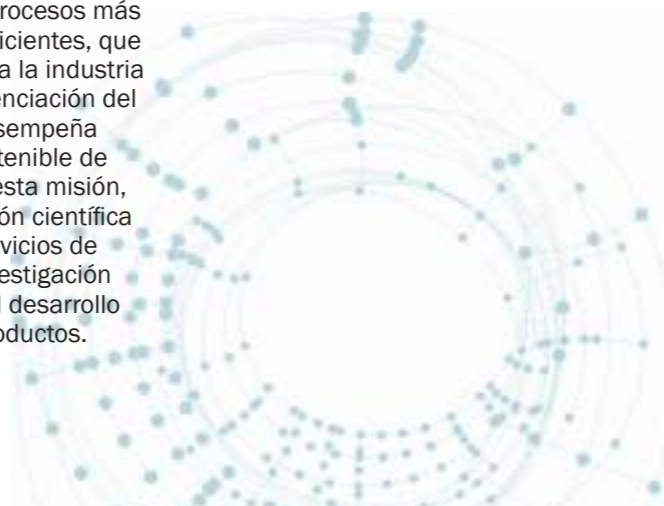 rocesos más
icientes, que
a la industria
enciación del
sempeña
tenible de
esta misión,
ón científica
vicios de
estigación
l desarrollo
oductos.